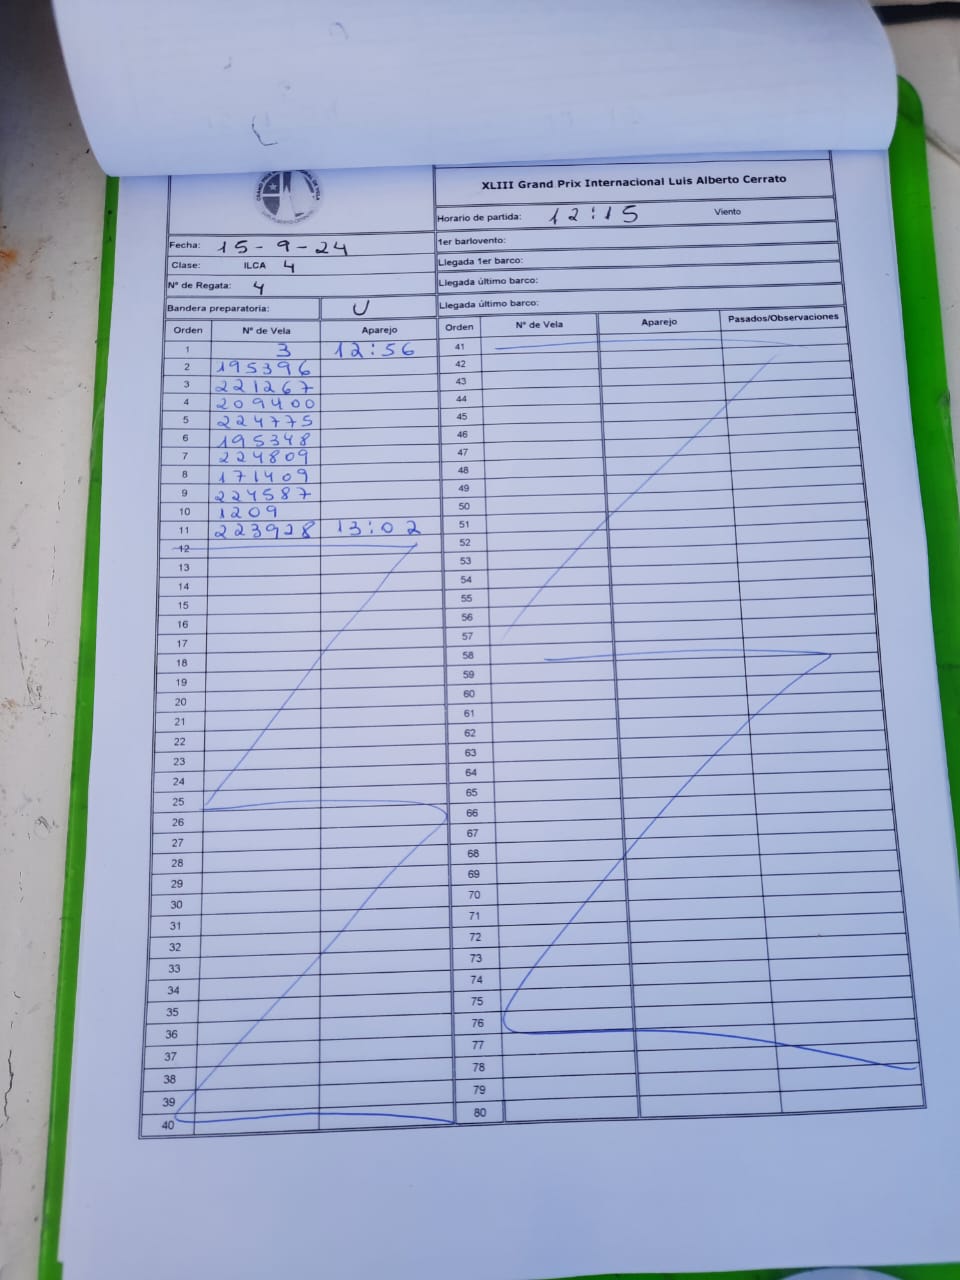 XLIII Grand Prix Internacional Luis Alberto Cerrato
Horario de partida: 12:15 Viento
Fecha: 15-9-24
1er barlovento:
Clase: ILCA 4
Llegada 1er barco:
Nº de Regata: 4
Llegada último barco:
Bandera preparatoria: U
Llegada último barco:
Orden Nº de Vela Aparejo Orden Nº de Vela Aparejo Pasados/Observaciones
1 3 12:56 41
2 195396 42
3 221267 43
4 209400 44
5 224775 45
6 195348 46
7 224809 47
8 171409 48
9 224587 49
10 1209 50
11 223928 13:02 51
12 52
13 53
14 54
15 55
16 56
17 57
18 58
19 59
20 60
21 61
22 62
23 63
24 64
25 65
26 66
27 67
28 68
29 69
30 70
31 71
32 72
33 73
34 74
35 75
36 76
37 77
38 78
39 79
40 80